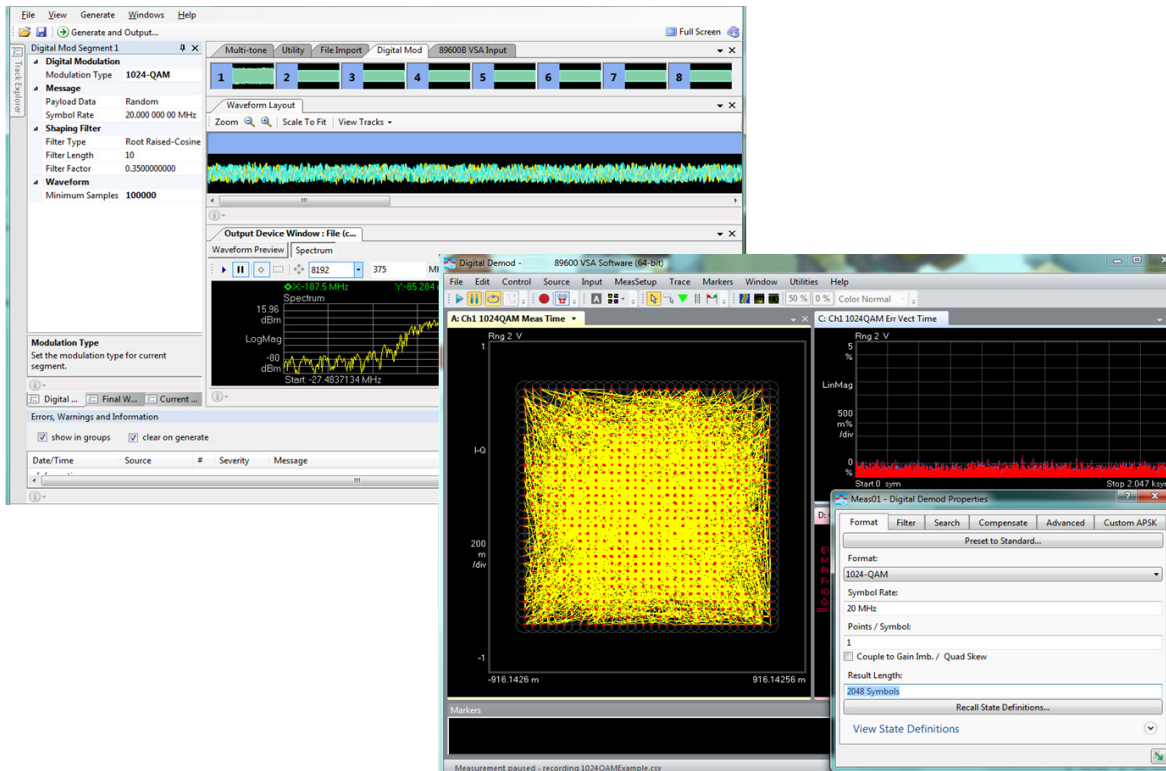 File View Generate Windows Help
Generate and Output...
Full Screen
Track Explorer
Digital Mod Segment 1
Digital Modulation
Modulation Type 1024-QAM
Message
Payload Data Random
Symbol Rate 20.000 000 00 MHz
Shaping Filter
Filter Type Root Raised-Cosine
Filter Length 10
Filter Factor 0.3500000000
Waveform
Minimum Samples 100000
Modulation Type
Set the modulation type for current segment.
Digital ... Final W... Current ...
Multi-tone Utility File Import Digital Mod 89600B VSA Input
1 2 3 4 5 6 7 8
Waveform Layout
Zoom Scale To Fit View Tracks
Output Device Window : File (c...
Waveform Preview Spectrum
8192 375
X:-187.5 MHz Y:-85.284
Spectrum
15.96
dBm
LogMag
-80
dBm
Start: -27.4837134 MHz
Errors, Warnings and Information
show in groups clear on generate
Date/Time Source # Severity Message
Digital Demod - 89600 VSA Software (64-bit)
File Edit Control Source Input MeasSetup Trace Markers Window Utilities Help
50 % 0 % Color Normal
A: Ch1 1024QAM Meas Time
Rng 2 V
1
I-Q
200
m
/div
-1
-916.1426 m 916.14256 m
C: Ch1 1024QAM Err Vect Time
Rng 2 V
5
%
LinMag
500
m%
/div
0
%
Start 0 sym Stop 2.047 ksym
D:
Markers
Measurement paused - recording 1024QAMExample.csv
Meas01 - Digital Demod Properties
Format Filter Search Compensate Advanced Custom APSK
Preset to Standard...
Format:
1024-QAM
Symbol Rate:
20 MHz
Points / Symbol:
1
Couple to Gain Imb. / Quad Skew
Result Length:
2048 Symbols
Recall State Definitions...
View State Definitions